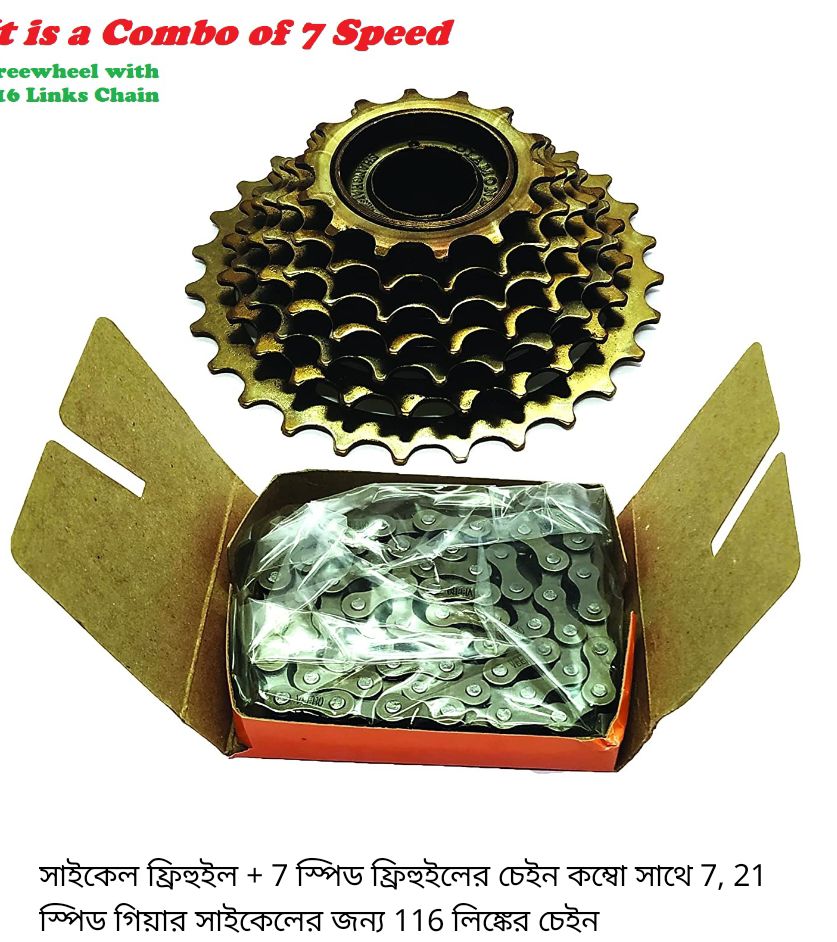 it is a Combo of 7 Speed
reewheel with
16 Links Chain
সাইকেল ফ্রিহুইল + 7 স্পিড ফ্রিহুইলের চেইন কম্বো সাথে 7, 21
স্পিড গিয়ার সাইকেলের জন্য 116 লিঙ্কের চেইন